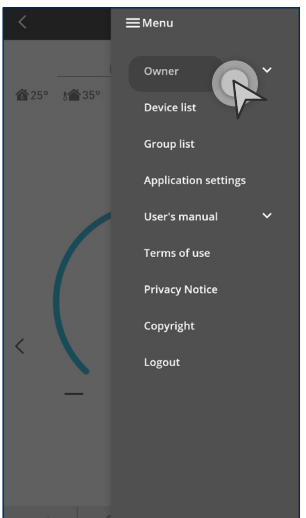 Menu
Owner
25° 35°
Device list
Group list
Application settings
User's manual
Terms of use
Privacy Notice
Copyright
Logout